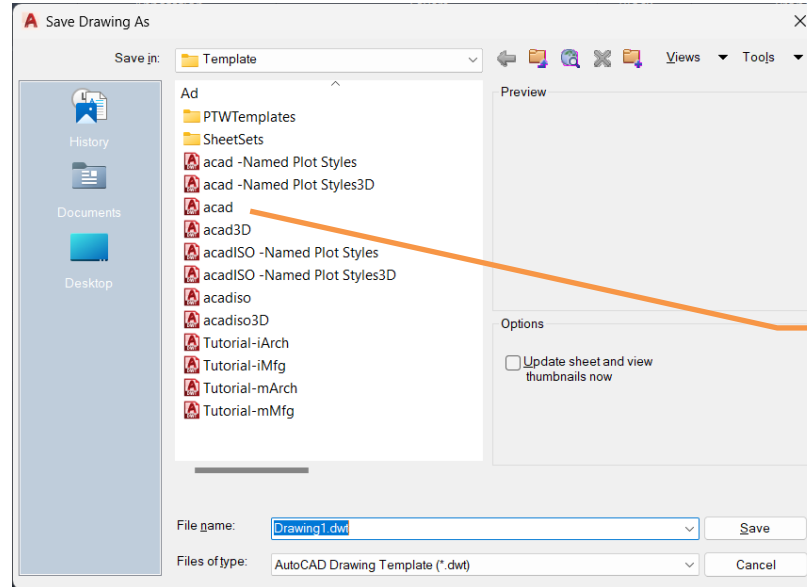 Save Drawing As
Save in:
Template
Views
Tools
History
Documents
Desktop
Ad
PTWTemplates
SheetSets
acad -Named Plot Styles
acad -Named Plot Styles3D
acad
acad3D
acadISO -Named Plot Styles
acadISO -Named Plot Styles3D
acadiso
acadiso3D
Tutorial-iArch
Tutorial-iMfg
Tutorial-mArch
Tutorial-mMfg
Preview
Options
Update sheet and view
thumbnails now
File name:
Drawing1.dwt
Save
Files of type:
AutoCAD Drawing Template (*.dwt)
Cancel